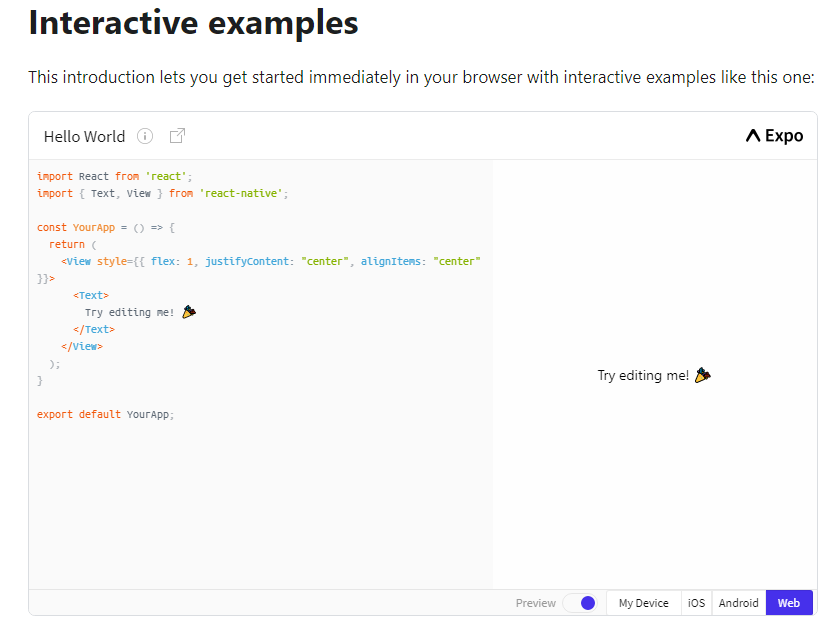 Interactive examples
This introduction lets you get started immediately in your browser with interactive examples like this one:
Hello World
Expo
import React from 'react';
import { Text, View } from 'react-native';
const YourApp = () => {
return (
<View style={{ flex: 1, justifyContent: "center", alignItems: "center"
}}>
<Text>
Try editing me! 🎉
</Text>
</View>
);
}
export default YourApp;
Try editing me! 🎉
Preview
My Device
iOS
Android
Web